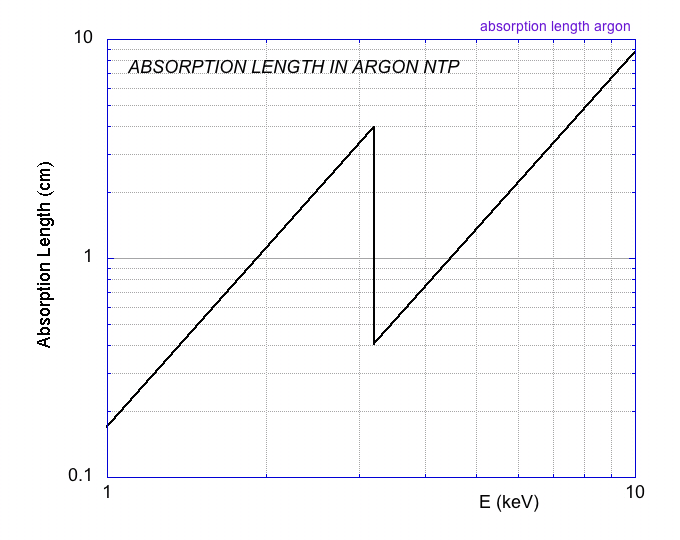 absorption length argon
10
ABSORPTION LENGTH IN ARGON NTP
Absorption Length (cm)
1
0.1
1
10
E (keV)